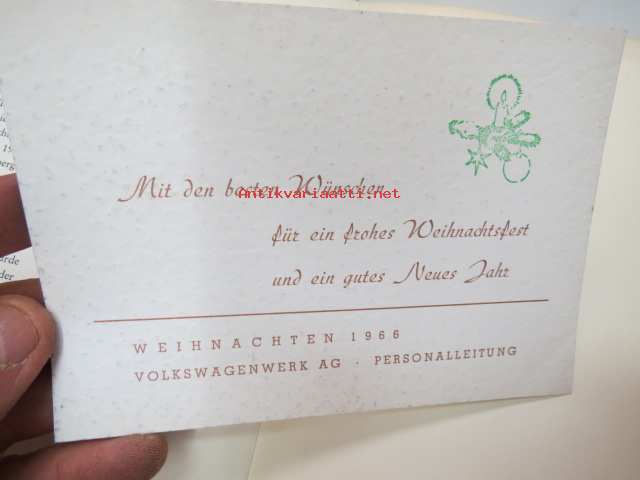 Mit den besten Wünschen
antikvariaatti.net
für ein frohes Weihnachtsfest
und ein gutes Neues Jahr
WEIHNACHTEN 1966
VOLKSWAGENWERK AG · PERSONALLEITUNG
der